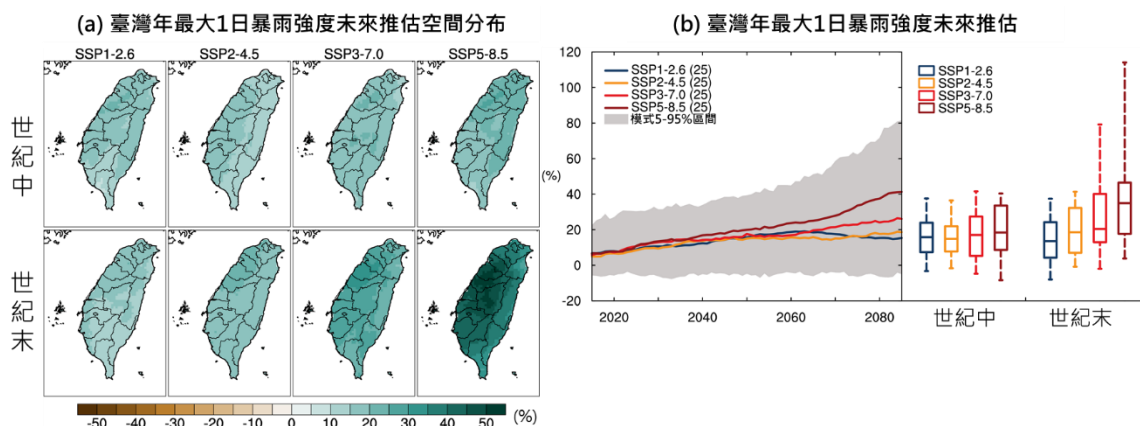 (a) 臺灣年最大1日暴雨強度未來推估空間分布
SSP1-2.6 SSP2-4.5 SSP3-7.0 SSP5-8.5
世紀中
世紀末
-50 -40 -30 -20 -10 0 10 20 30 40 50 (%)
(b) 臺灣年最大1日暴雨強度未來推估
120
100
80
60
40
20
0
-20
(%)
SSP1-2.6 (25)
SSP2-4.5 (25)
SSP3-7.0 (25)
SSP5-8.5 (25)
模式5-95%區間
2020 2040 2060 2080
SSP1-2.6
SSP2-4.5
SSP3-7.0
SSP5-8.5
世紀中 世紀末